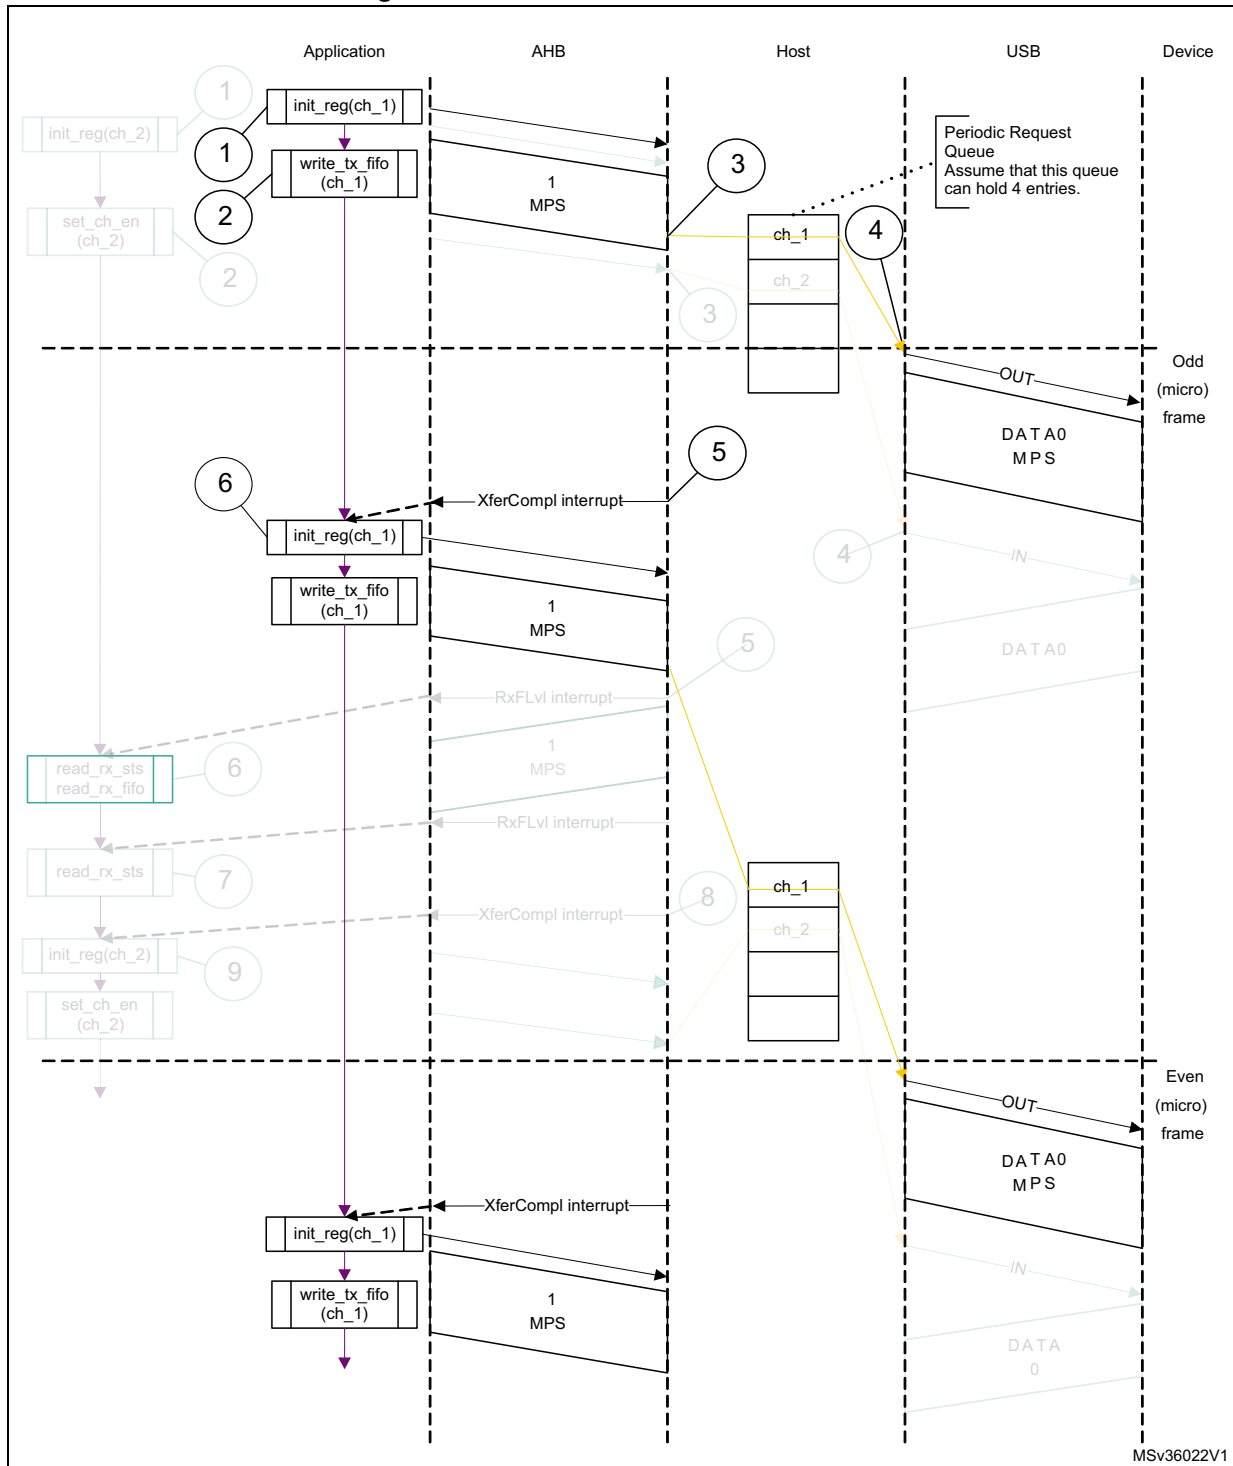 Application
AHB
Host
USB
Device
1
init_reg(ch_1)
init_reg(ch_2)
1
Periodic Request
Queue
Assume that this queue
can hold 4 entries.
write_tx_fifo
(ch_1)
1
MPS
3
2
set_ch_en
(ch_2)
ch_1
4
2
ch_2
3
Odd
(micro)
frame
OUT
DATA0
MPS
5
6
XferCompl interrupt
init_reg(ch_1)
4
IN
write_tx_fifo
(ch_1)
1
MPS
5
DATA0
RxFLvl interrupt
1
MPS
read_rx_sts
read_rx_fifo
6
RxFLvl interrupt
read_rx_sts
7
ch_1
8
XferCompl interrupt
ch_2
init_reg(ch_2)
9
set_ch_en
(ch_2)
Even
(micro)
frame
OUT
DATA0
MPS
XferCompl interrupt
init_reg(ch_1)
IN
write_tx_fifo
(ch_1)
1
MPS
DATA
0
MSv36022V1